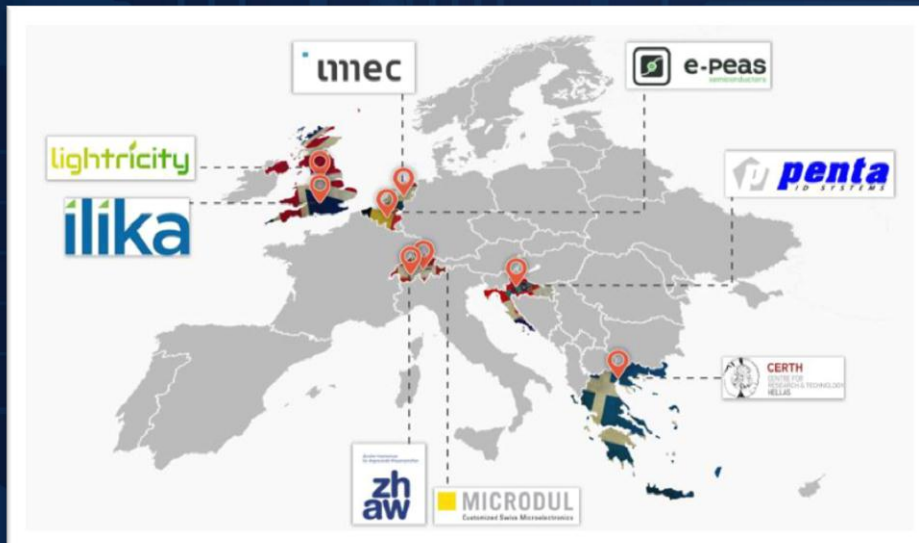 imec
e-peas
semiconductors
lightricity
ilika
penta
ID SYSTEMS
CERTH
CENTRE FOR
RESEARCH & TECHNOLOGY
HELLAS
zh
aw
MICRODUL
Customized Swiss Microelectronics